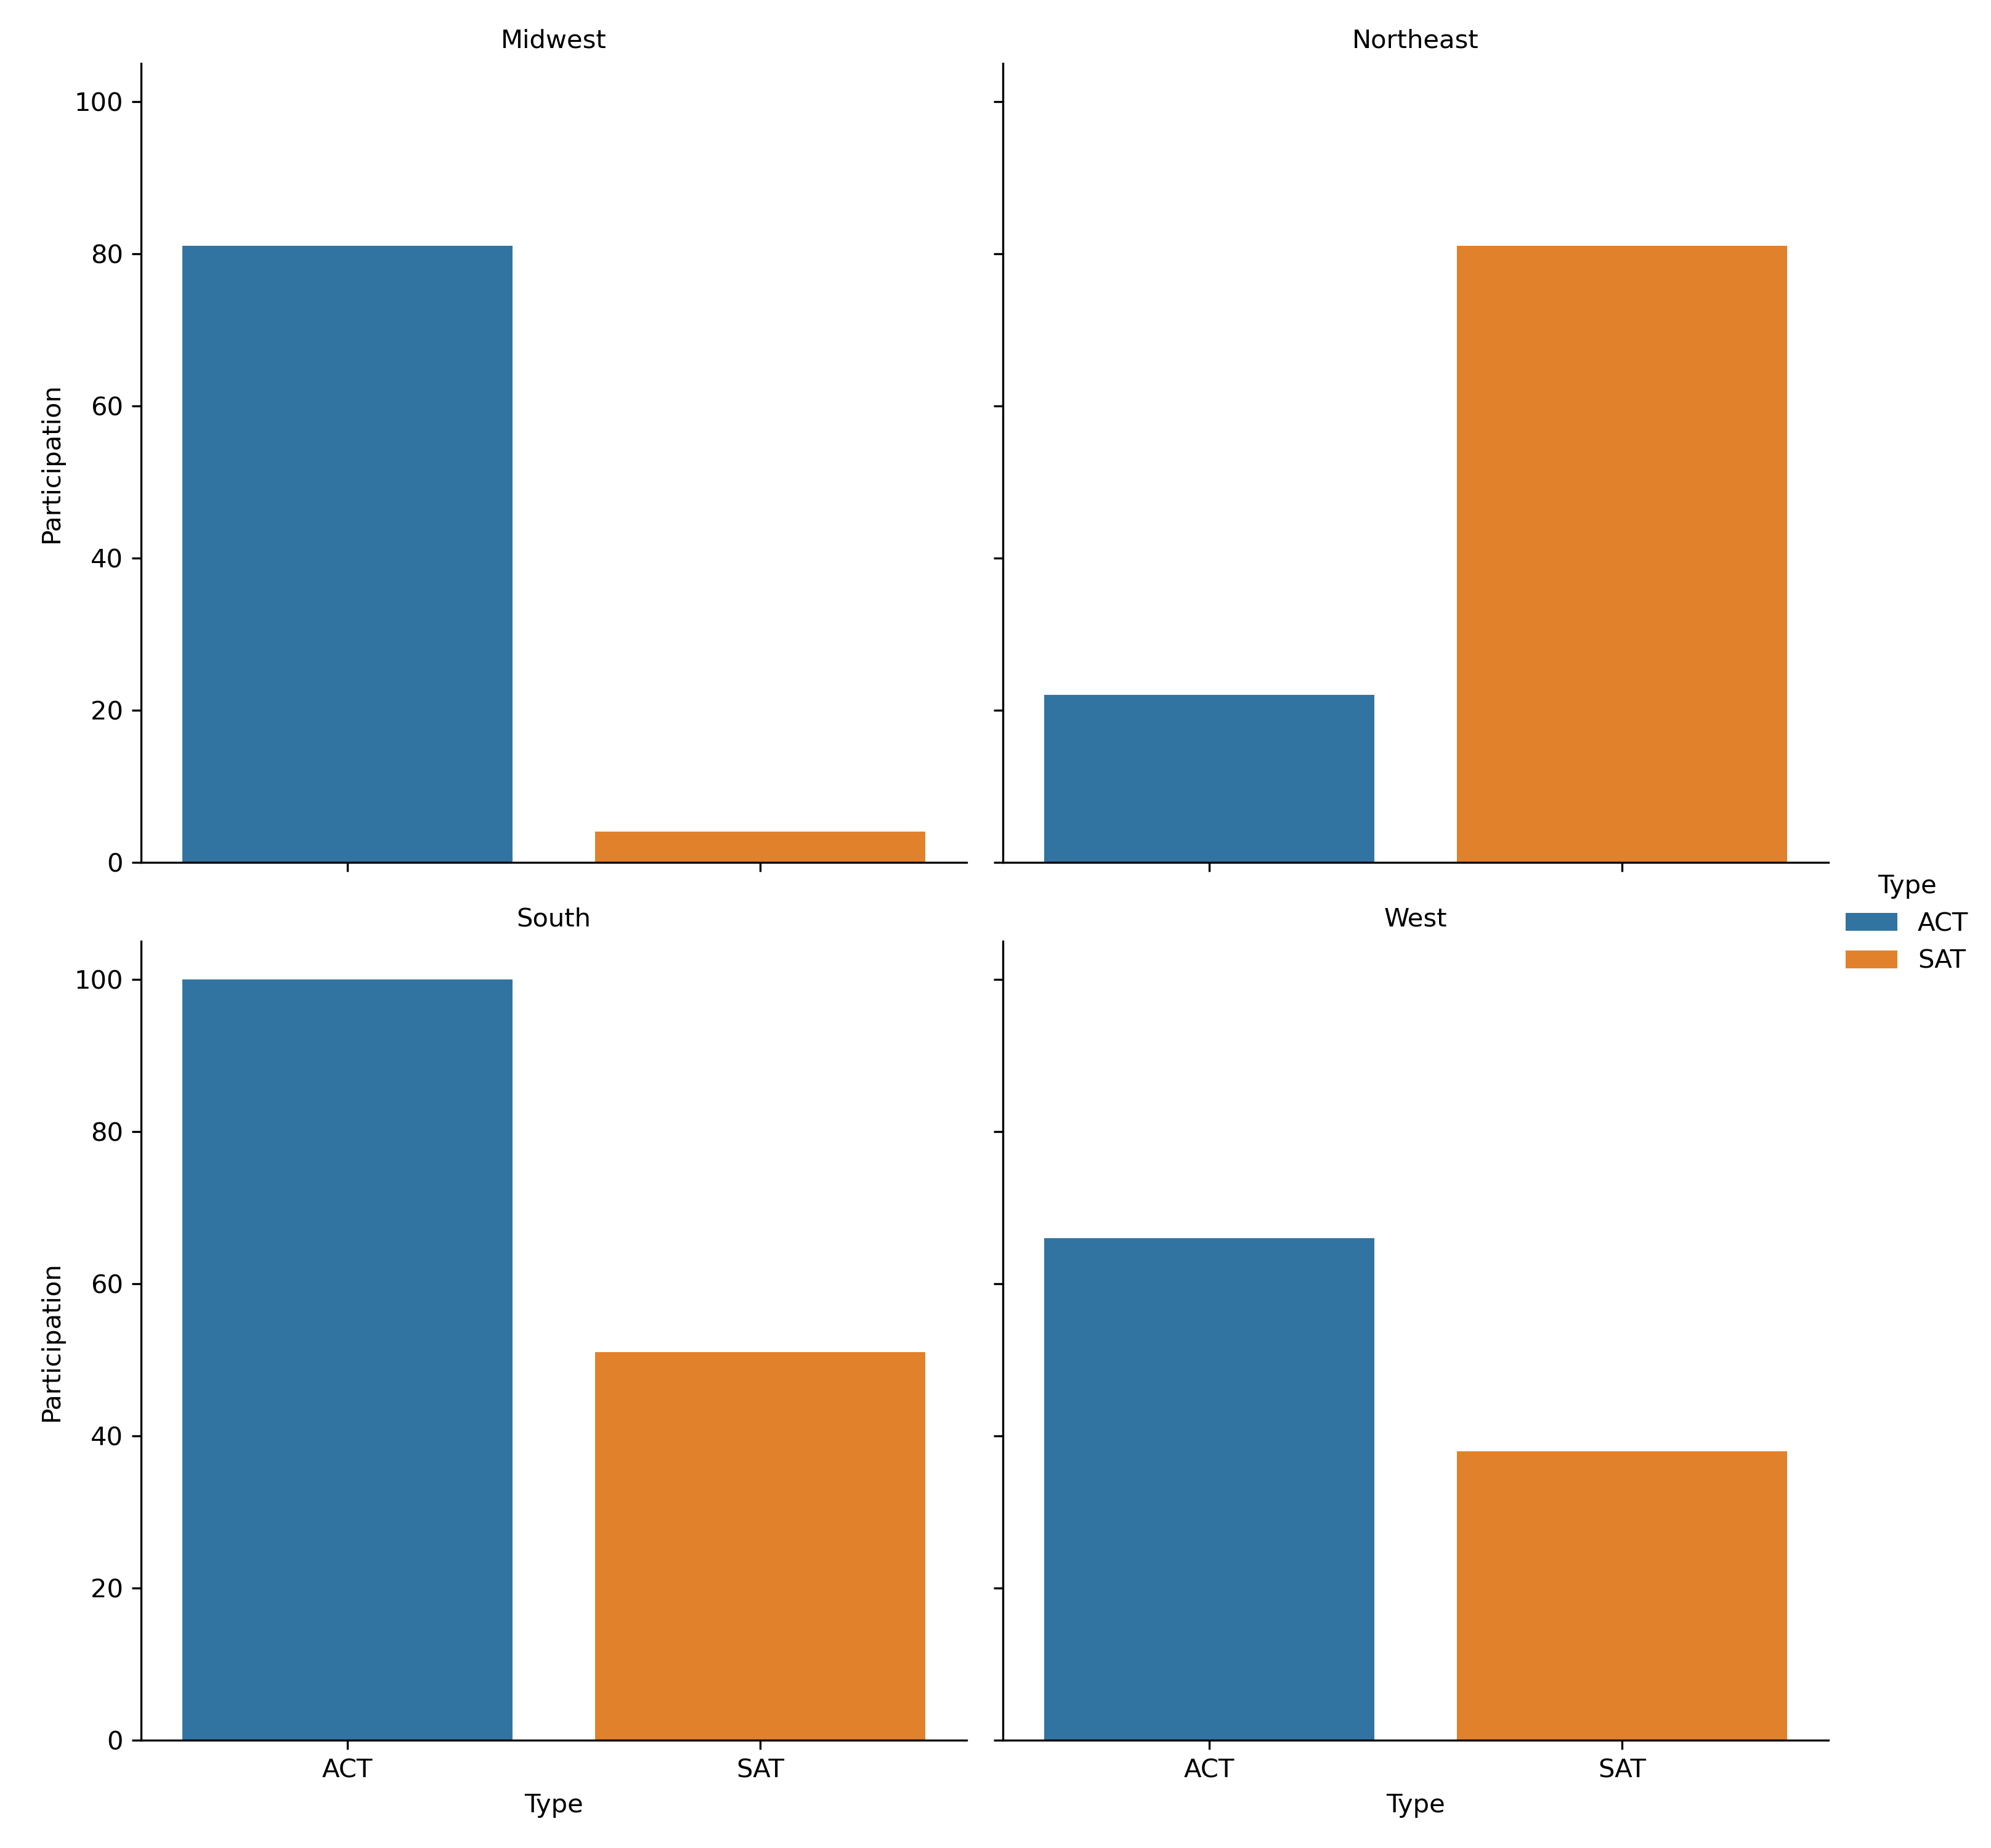 Midwest
Northeast
100
80
60
40
20
0
Participation
Type
ACT
SAT
South
West
100
80
60
40
20
0
Participation
ACT
SAT
ACT
SAT
Type
Type